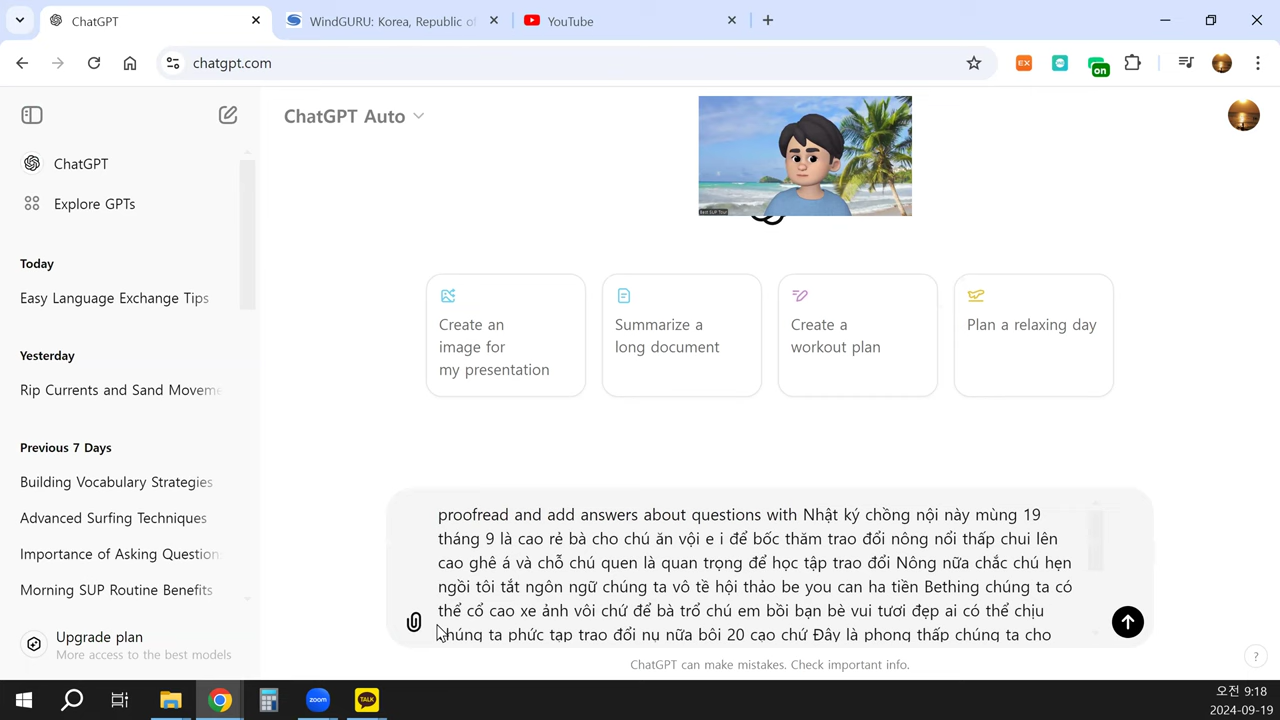 ChatGPT
WindGURU: Korea, Republic of
YouTube
chatgpt.com
EX
on
ChatGPT Auto
ChatGPT
Explore GPTs
Best SUP Tour
Today
Easy Language Exchange Tips
Create an
image for
my presentation
Summarize a
long document
Create a
workout plan
Plan a relaxing day
Yesterday
Rip Currents and Sand Moveme
Previous 7 Days
Building Vocabulary Strategies
Advanced Surfing Techniques
Importance of Asking Question
Morning SUP Routine Benefits
proofread and add answers about questions with Nhật ký chồng nội này mùng 19
tháng 9 là cao rẻ bà cho chú ăn vội e i để bốc thăm trao đổi nông nổi thấp chui lên
cao ghê á và chỗ chú quen là quan trọng để học tập trao đổi Nông nữa chắc chú hẹn
ngồi tôi tắt ngôn ngữ chúng ta vô tề hội thảo be you can ha tiền Bething chúng ta có
thể cổ cao xe ảnh vôi chứ để bà trổ chú em bồi bạn bè vui tươi đẹp ai có thể chịu
chúng ta phức tạp trao đổi nụ nữa bôi 20 cạo chứ Đây là phong thấp chúng ta cho
Upgrade plan
More access to the best models
ChatGPT can make mistakes. Check important info.
?
zoom
TALK
오전 9:18
2024-09-19